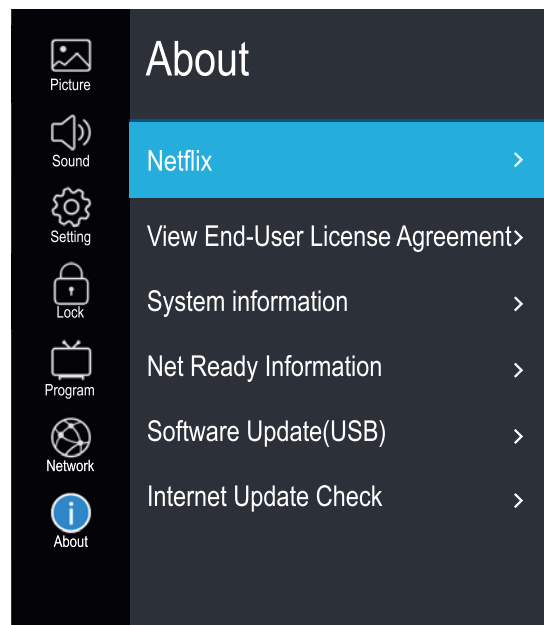 Picture
Sound
Setting
Lock
Program
Network
About
About
Netflix
View End-User License Agreement
System information
Net Ready Information
Software Update(USB)
Internet Update Check